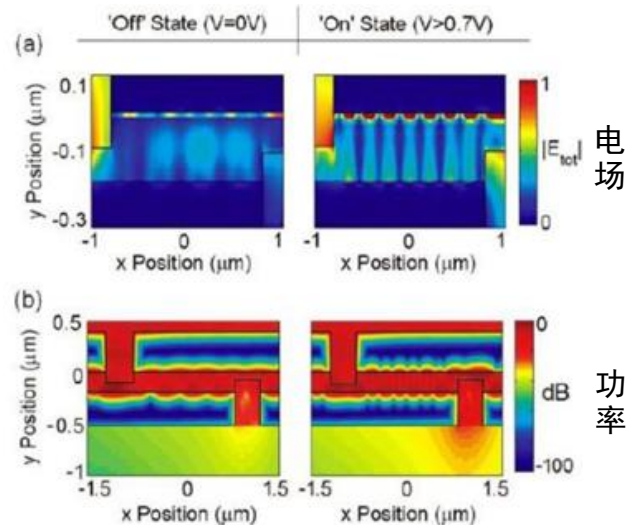 'Off' State (V=0V) 'On' State (V>0.7V)
(a)
y Position (μm)
0.1
-0.1
-0.3
-1 0 1 -1 0 1
x Position (μm) x Position (μm)
1
0
|E_tot|
电场
(b)
y Position (μm)
0.5
0
-0.5
-1
-1.5 0 1.5 -1.5 0 1.5
x Position (μm) x Position (μm)
0
dB
-100
功率